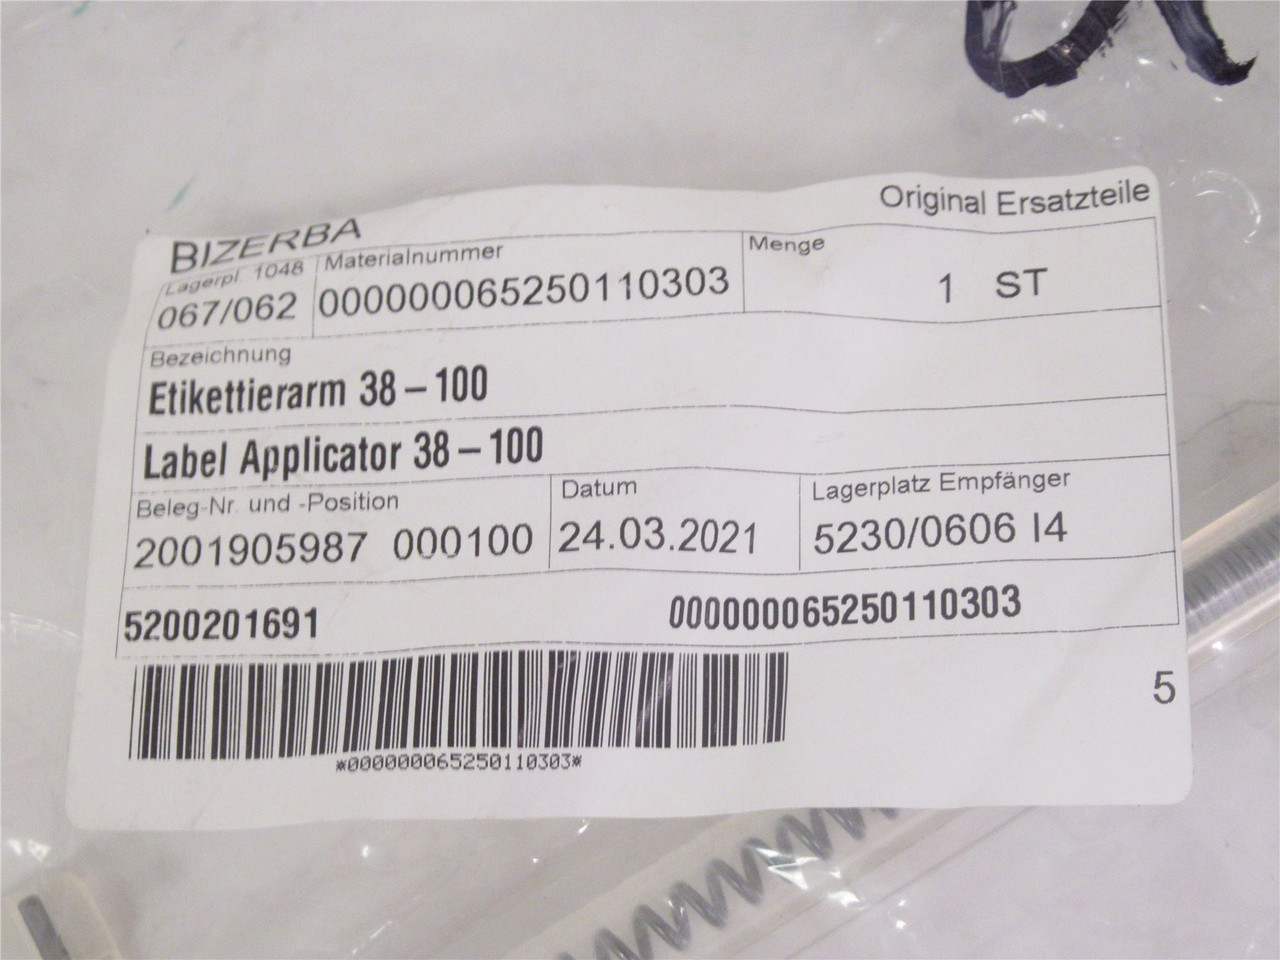 BIZERBA
Original Ersatzteile
Lagerpl. 1048 Materialnummer Menge
067/062 000000065250110303 1 ST
Bezeichnung
Etikettierarm 38 – 100
Label Applicator 38 – 100
Beleg-Nr. und -Position Datum Lagerplatz Empfänger
2001905987 000100 24.03.2021 5230/0606 I4
5200201691 000000065250110303
5
*000000065250110303*